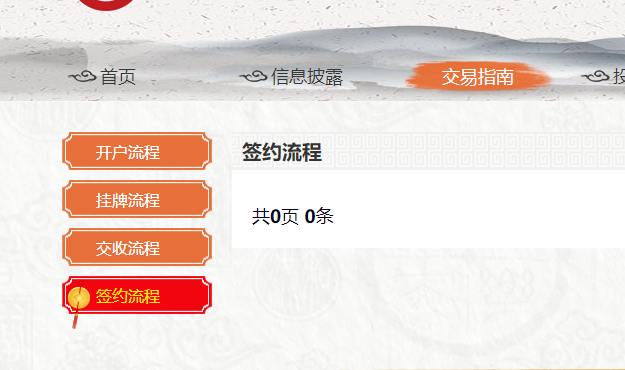 首页 信息披露 交易指南
开户流程
挂牌流程
交收流程
签约流程
签约流程
共0页 0条